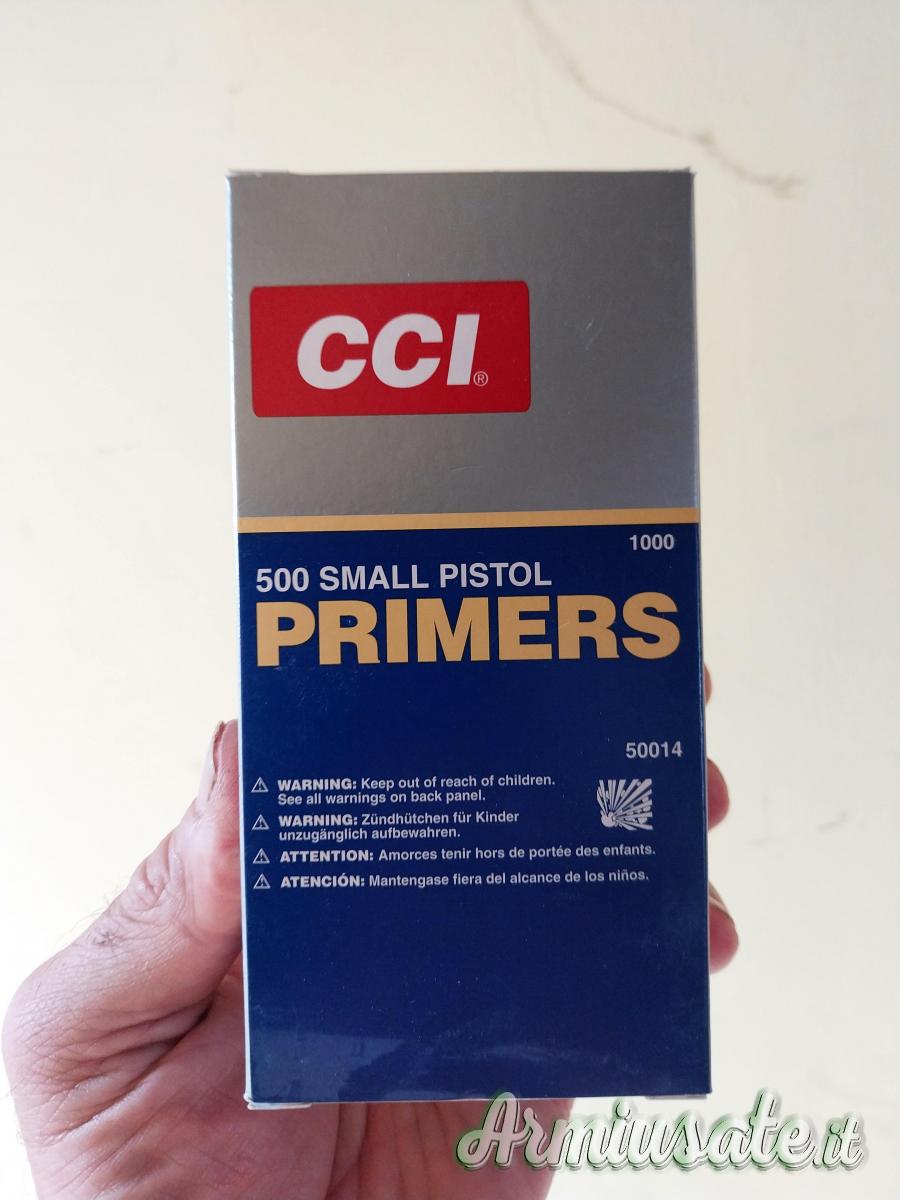 CCI®
1000
500 SMALL PISTOL
PRIMERS
50014
⚠ WARNING: Keep out of reach of children.
See all warnings on back panel.
⚠ WARNING: Zündhütchen für Kinder
unzugänglich aufbewahren.
⚠ ATTENTION: Amorces tenir hors de portée des enfants.
⚠ ATENCIÓN: Mantengase fiera del alcance de los niños.
Armiusate.it